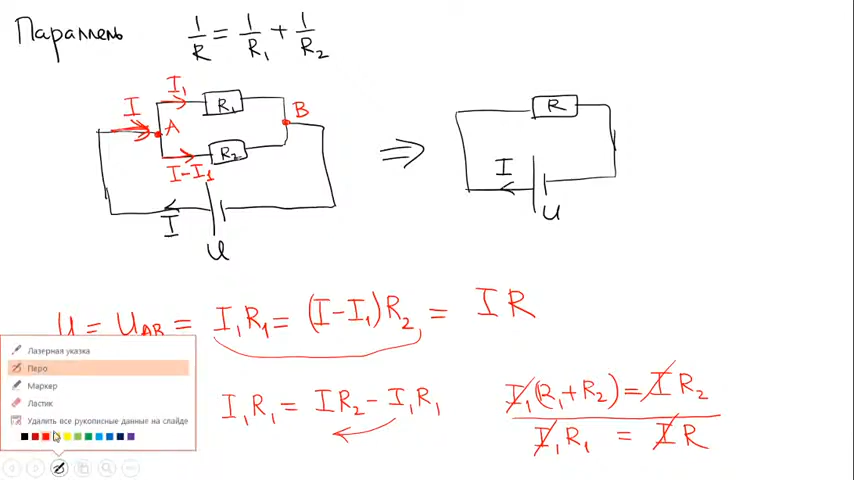 Параллель 1/R = 1/R₁ + 1/R₂
I I₁ R₁ A B
I–I₁ R₂
I U
R
I U
U = U_AB = I₁R₁ = (I–I₁)R₂ = IR
I₁R₁ = IR₂ – I₁R₁
I₁(R₁+R₂) = IR₂
I₁R₁ = IR
Лазерная указка
Перо
Маркер
Ластик
Удалить все рукописные данные на слайде